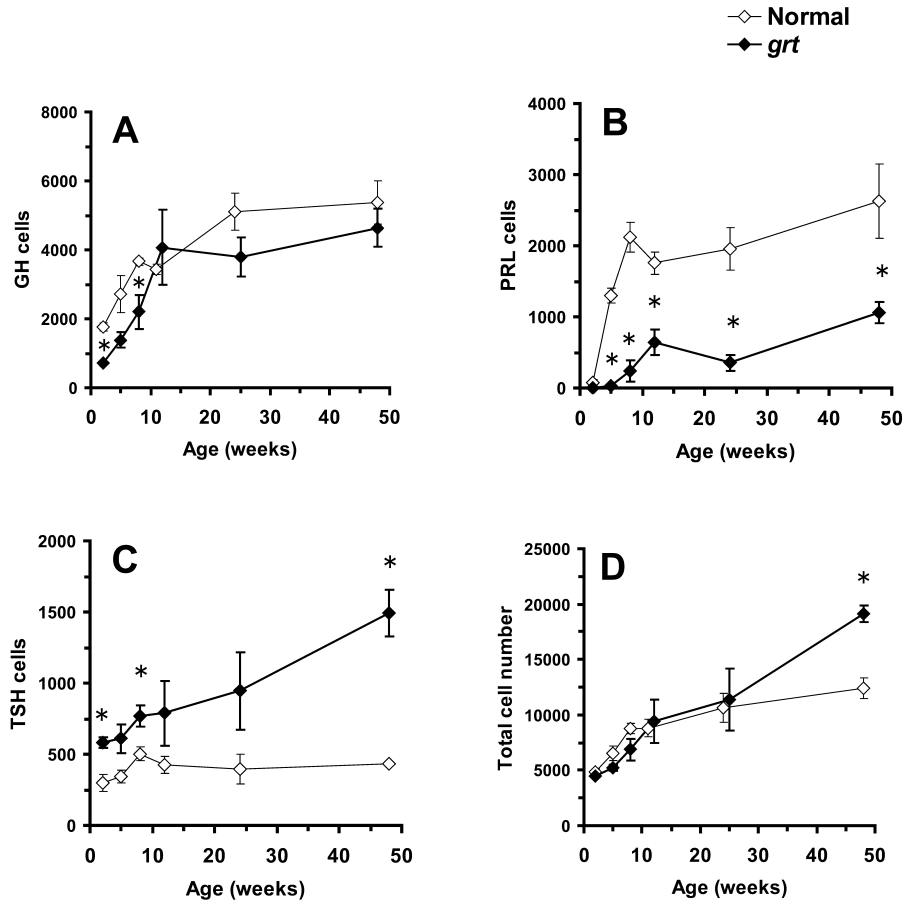 Normal
grt
A
8000
6000
4000
2000
0
GH cells
*
*
0 10 20 30 40 50
Age (weeks)
B
4000
3000
2000
1000
0
PRL cells
*
*
*
*
*
0 10 20 30 40 50
Age (weeks)
C
2000
1500
1000
500
0
TSH cells
*
*
*
0 10 20 30 40 50
Age (weeks)
D
25000
20000
15000
10000
5000
0
Total cell number
*
0 10 20 30 40 50
Age (weeks)